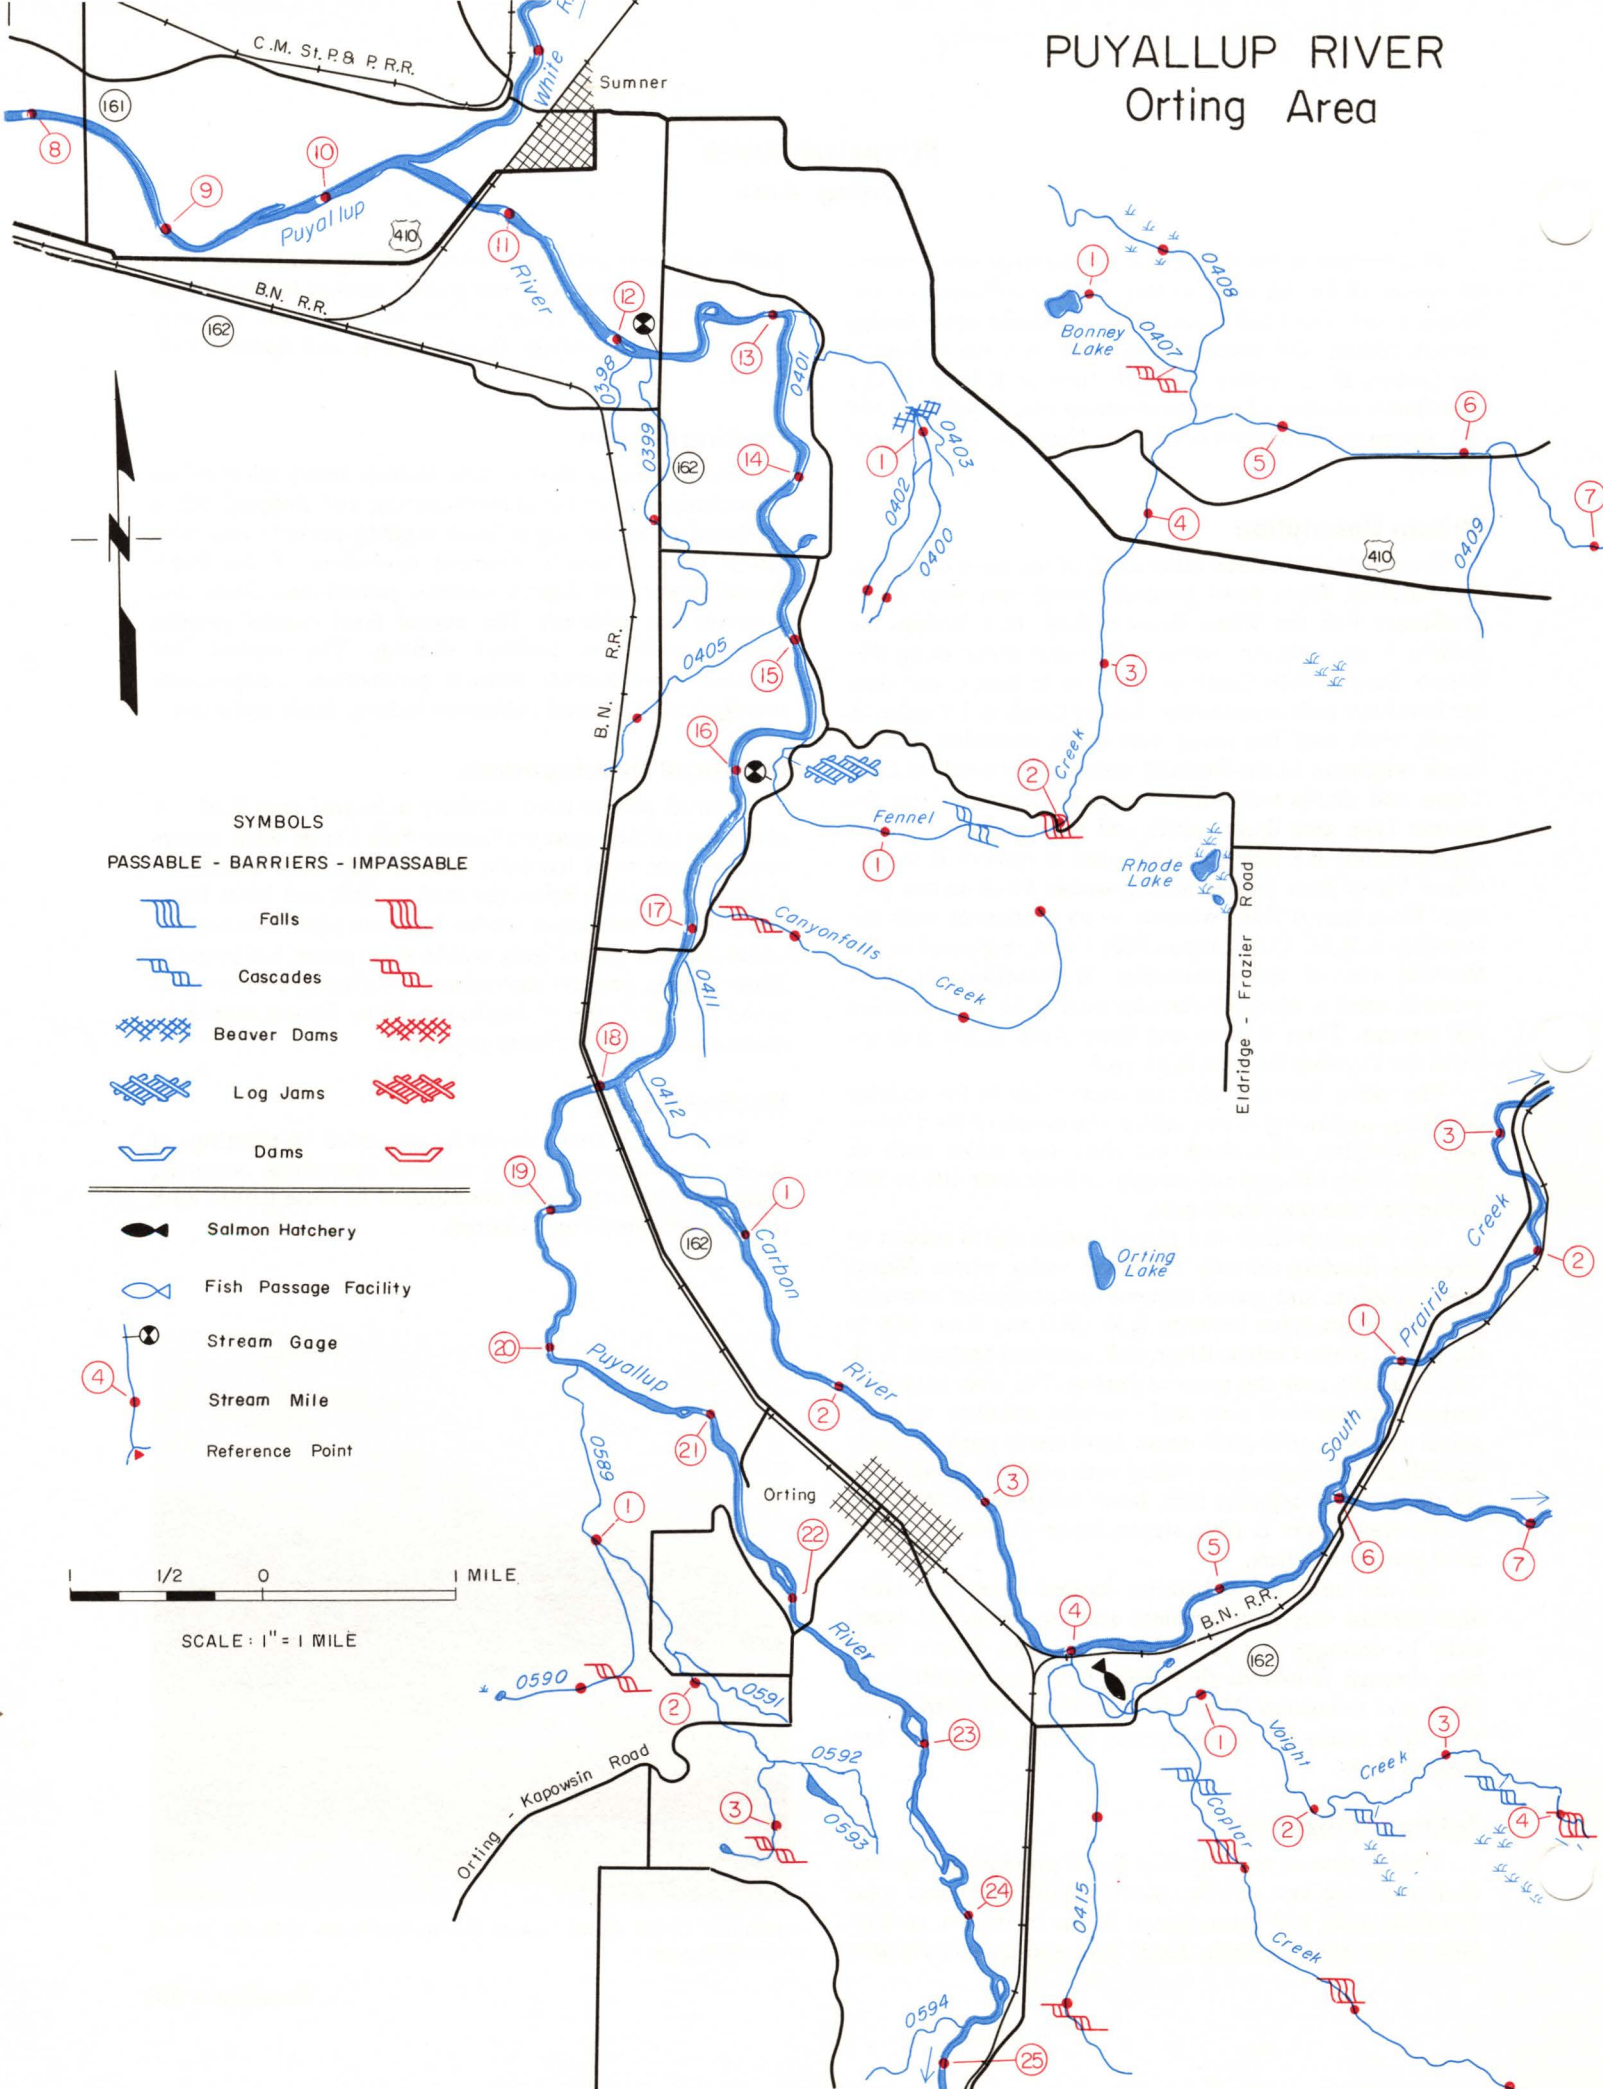 PUYALLUP RIVER
Orting Area
C.M. St.P.& P. R.R.
White
R.
Sumner
161
8
9
10
Puyallup
410
11
River
B.N. R.R.
162
12
0398
0399
162
13
0401
14
1
0403
0402
0400
1
Bonney
Lake
0407
0408
5
6
7
4
410
0409
3
0405
15
B.N. R.R.
16
2
Creek
Fennel
1
Rhode
Lake
Eldridge - Frazier Road
17
Canyonfalls
Creek
0411
18
0412
SYMBOLS
PASSABLE - BARRIERS - IMPASSABLE
Falls
Cascades
Beaver Dams
Log Jams
Dams
Salmon Hatchery
Fish Passage Facility
Stream Gage
4
Stream Mile
Reference Point
1 1/2 0 1 MILE
SCALE: 1" = 1 MILE
19
1
162
Carbon
Orting
Lake
3
Creek
2
Prairie
1
South
20
Puyallup
River
2
21
0589
Orting
3
1
22
5
6
7
4
B.N. R.R.
162
River
0590
2
0591
23
1
Voight
Creek
3
2
4
Orting - Kapowsin Road
0592
0593
3
Coplar
Creek
24
0415
0594
25